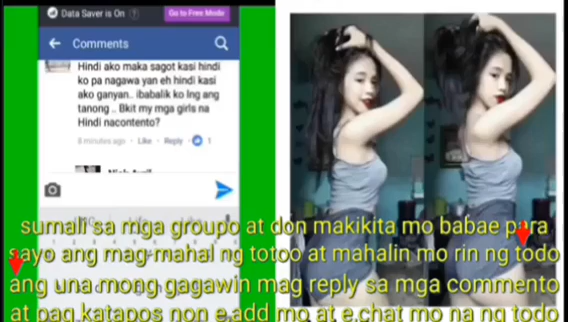 Data Saver is On
Go to Free Mode
Comments
Hindi ako maka sagot kasi hindi
ko pa nagawa yan eh hindi kasi
ako ganyan.. ibabalik ko lng ang
tanong .. Bkit my mga girls na
Hindi nacontento?
8 minutes ago · Like · Reply · 1
sumali sa mga groupo at don makikita mo babae para
sayo ang mag mahal ng totoo at mahalin mo rin ng todo
ang una mong gagawin mag reply sa mga commento
at pag katapos non e.add mo at e.chat mo na ng todo